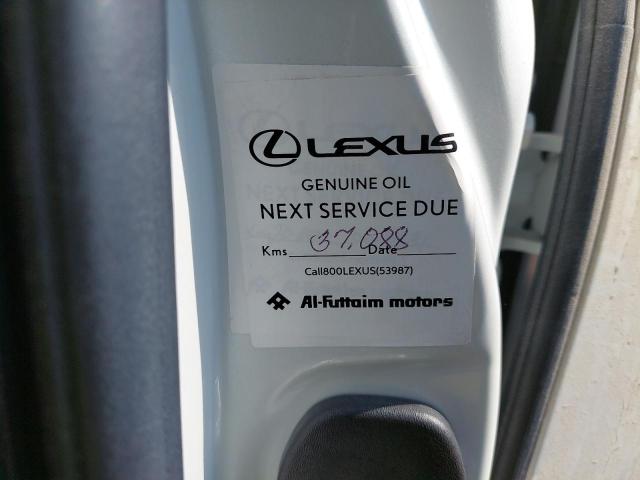 LEXUS
GENUINE OIL
NEXT SERVICE DUE
Kms 37,088 Date
Call800LEXUS(53987)
Al-Futtaim motors